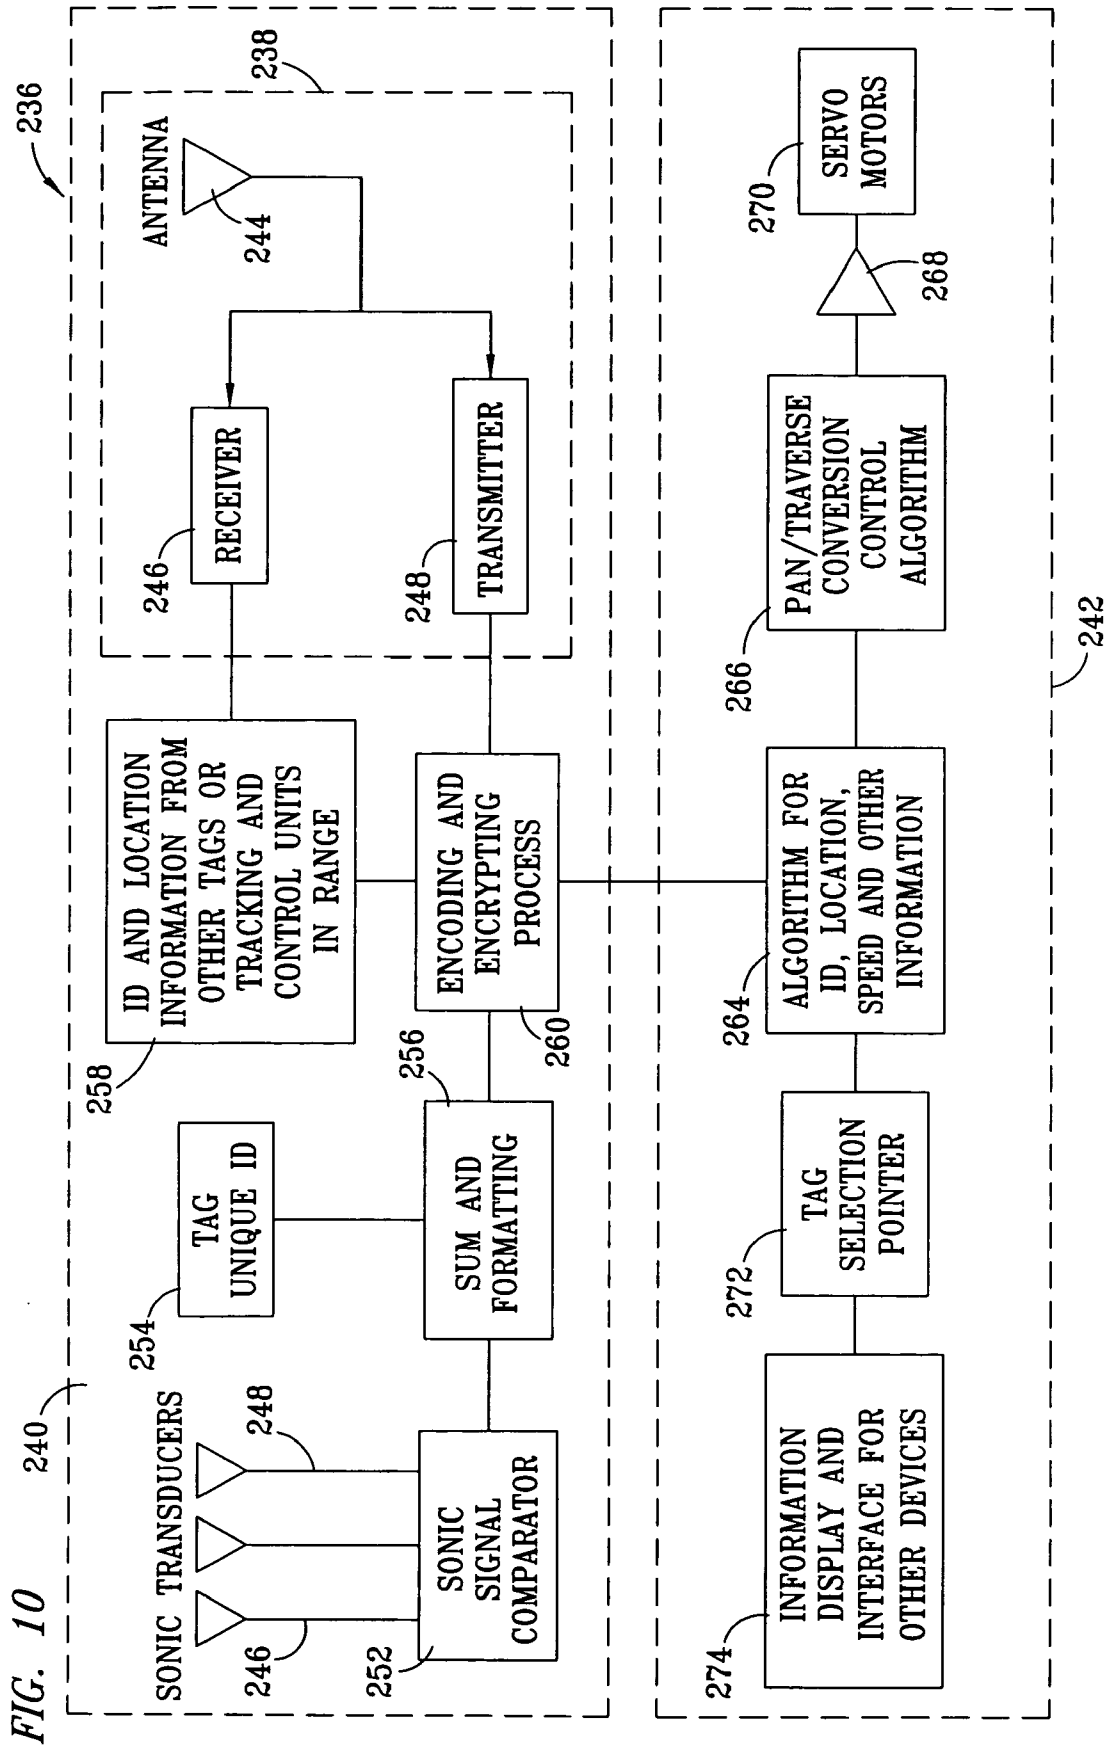 FIG. 10
236
240
238
SONIC TRANSDUCERS
246
248
252
SONIC
SIGNAL
COMPARATOR
254
TAG
UNIQUE ID
256
SUM AND
FORMATTING
258
ID AND LOCATION
INFORMATION FROM
OTHER TAGS OR
TRACKING AND
CONTROL UNITS
IN RANGE
260
ENCODING AND
ENCRYPTING
PROCESS
246
RECEIVER
248
TRANSMITTER
ANTENNA
244
274
INFORMATION
DISPLAY AND
INTERFACE FOR
OTHER DEVICES
272
TAG
SELECTION
POINTER
264
ALGORITHM FOR
ID, LOCATION,
SPEED AND OTHER
INFORMATION
266
PAN/TRAVERSE
CONVERSION
CONTROL
ALGORITHM
268
270
SERVO
MOTORS
242